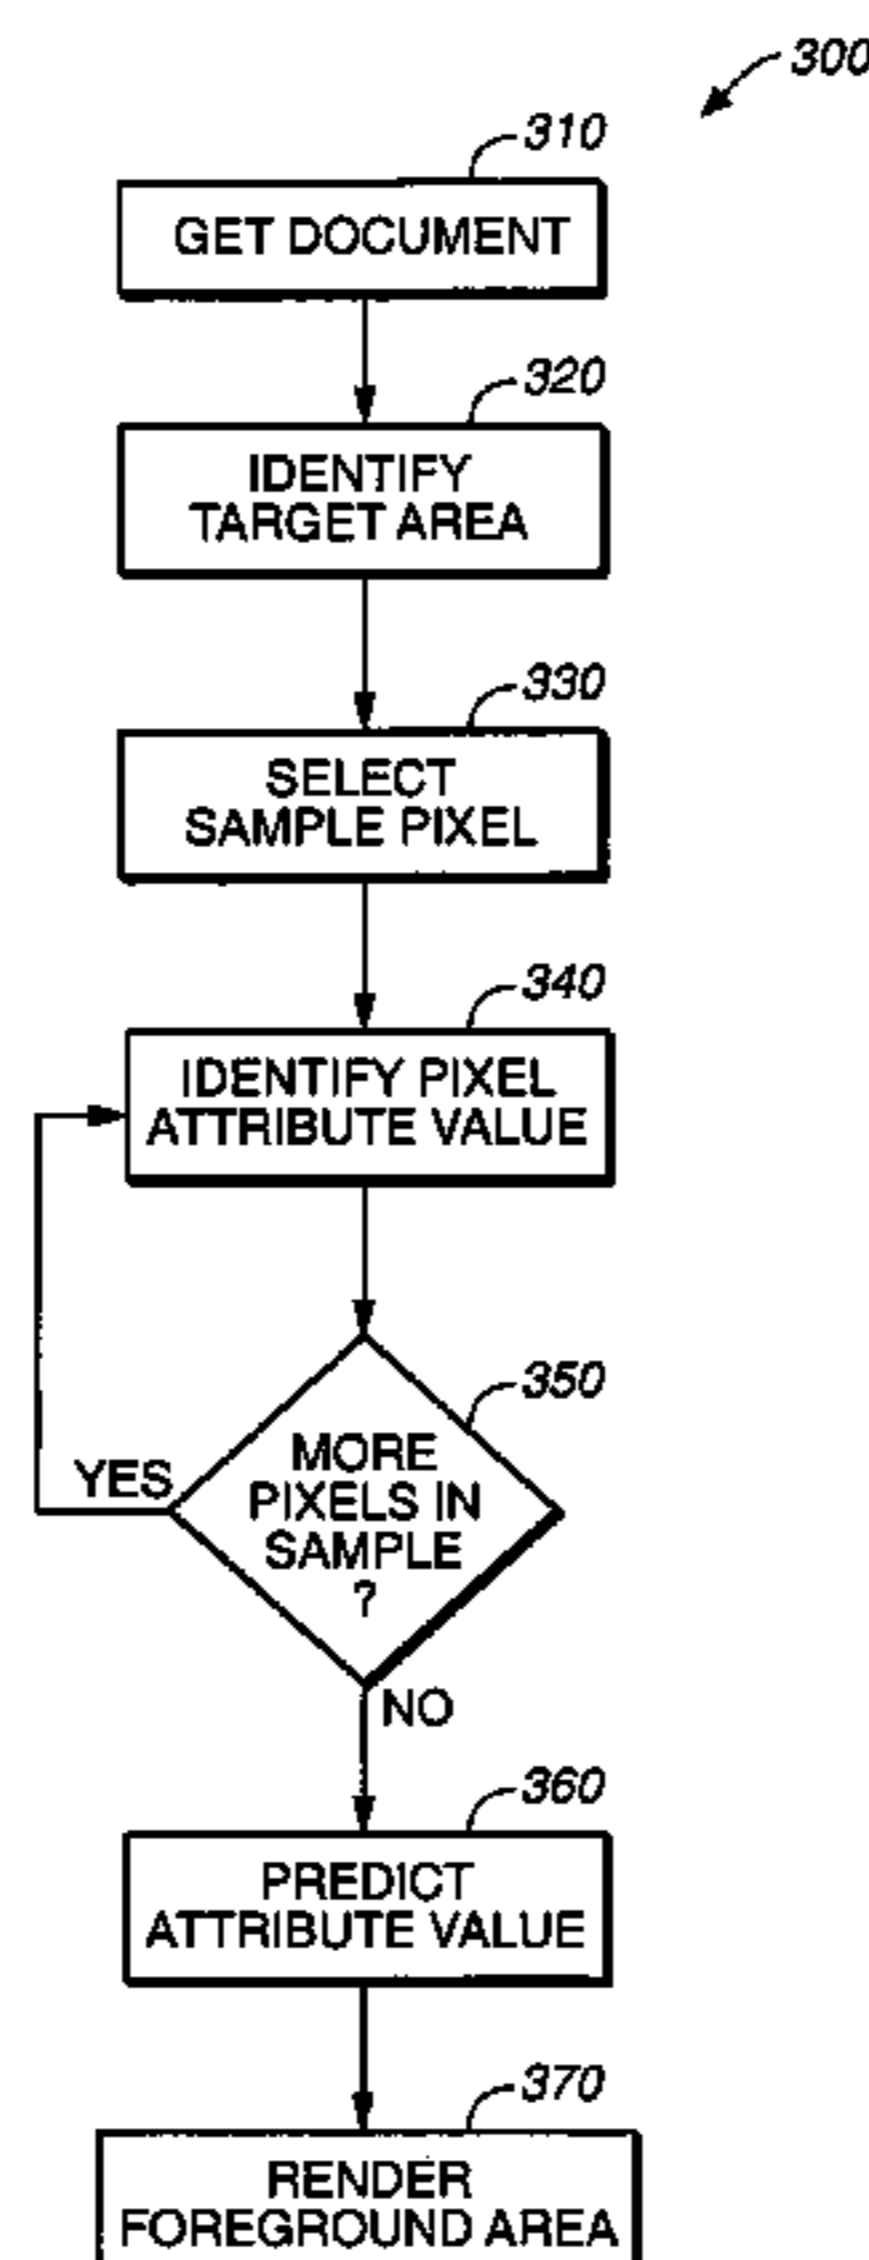 300
310
GET DOCUMENT
320
IDENTIFY
TARGET AREA
330
SELECT
SAMPLE PIXEL
340
IDENTIFY PIXEL
ATTRIBUTE VALUE
350
MORE
PIXELS IN
SAMPLE
?
YES
NO
360
PREDICT
ATTRIBUTE VALUE
370
RENDER
FOREGROUND AREA